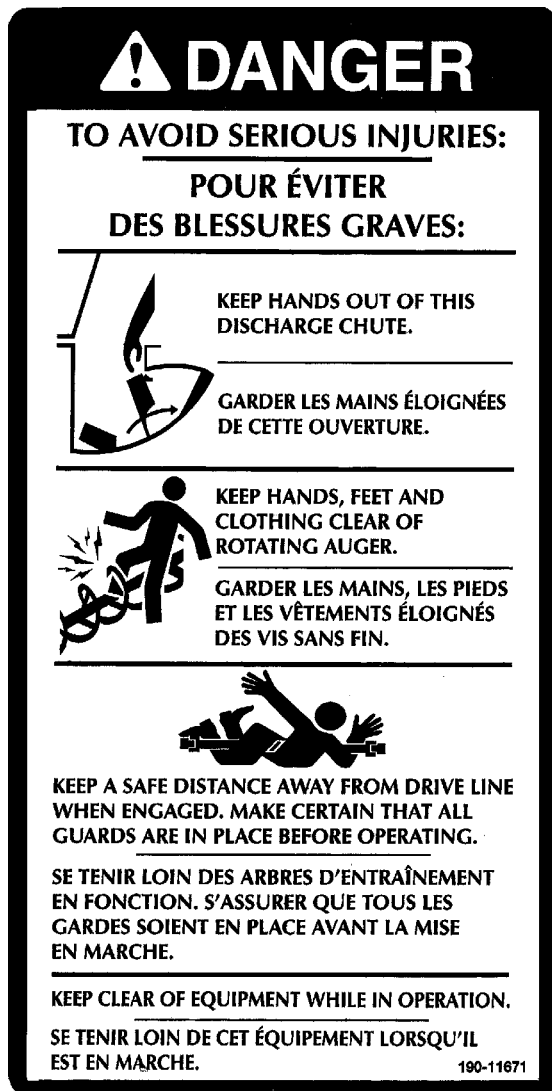 DANGER
TO AVOID SERIOUS INJURIES:
POUR ÉVITER
DES BLESSURES GRAVES:
KEEP HANDS OUT OF THIS
DISCHARGE CHUTE.
GARDER LES MAINS ÉLOIGNÉES
DE CETTE OUVERTURE.
KEEP HANDS, FEET AND
CLOTHING CLEAR OF
ROTATING AUGER.
GARDER LES MAINS, LES PIEDS
ET LES VÊTEMENTS ÉLOIGNÉS
DES VIS SANS FIN.
KEEP A SAFE DISTANCE AWAY FROM DRIVE LINE
WHEN ENGAGED. MAKE CERTAIN THAT ALL
GUARDS ARE IN PLACE BEFORE OPERATING.
SE TENIR LOIN DES ARBRES D'ENTRAÎNEMENT
EN FONCTION. S'ASSURER QUE TOUS LES
GARDES SOIENT EN PLACE AVANT LA MISE
EN MARCHE.
KEEP CLEAR OF EQUIPMENT WHILE IN OPERATION.
SE TENIR LOIN DE CET ÉQUIPEMENT LORSQU'IL
EST EN MARCHE.
190-11671